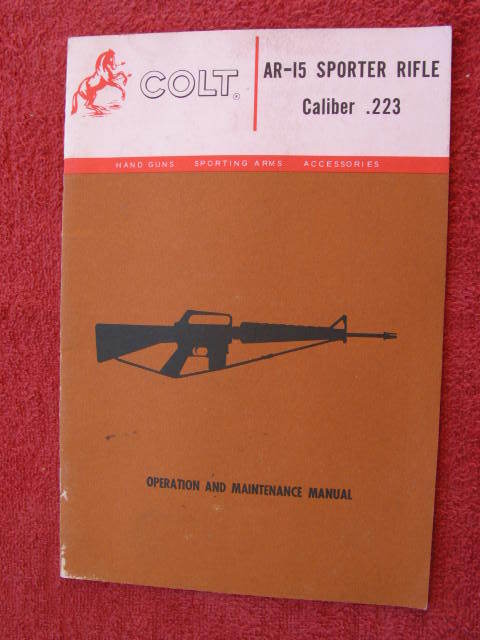 COLT®
AR-15 SPORTER RIFLE
Caliber .223
HAND GUNS SPORTING ARMS ACCESSORIES
OPERATION AND MAINTENANCE MANUAL